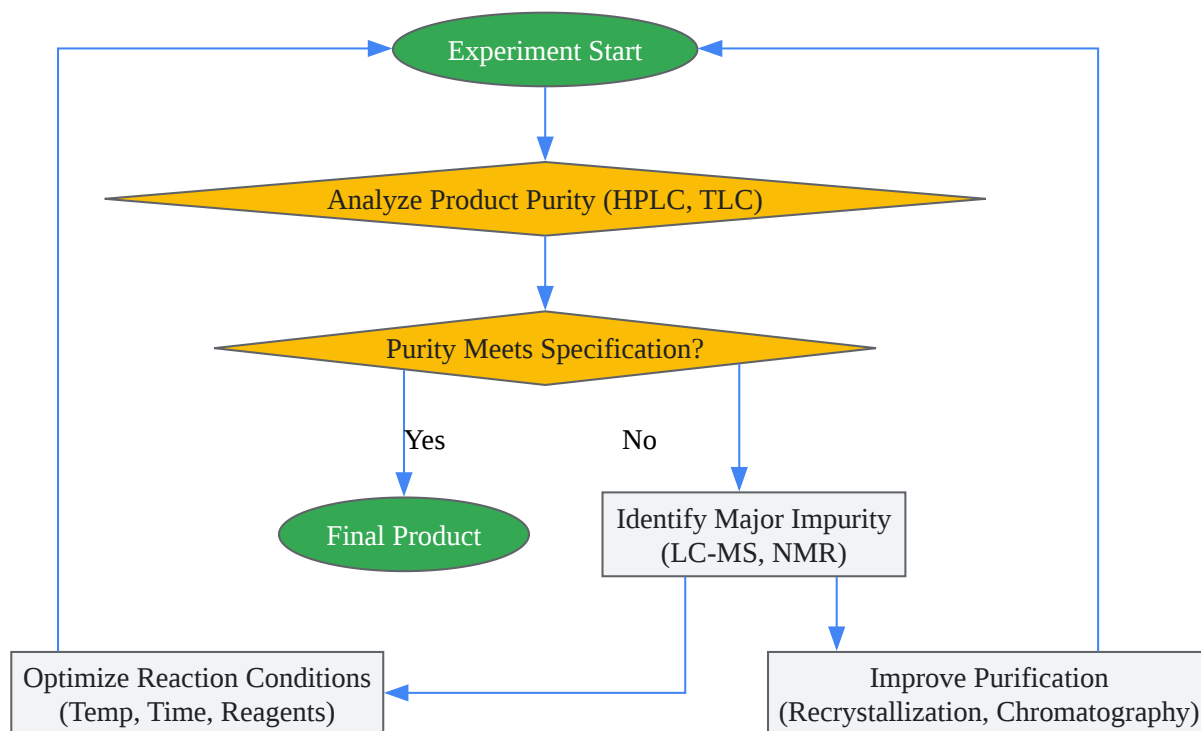 Experiment Start
Analyze Product Purity (HPLC, TLC)
Purity Meets Specification?
Yes
No
Identify Major Impurity
(LC-MS, NMR)
Final Product
Optimize Reaction Conditions
(Temp, Time, Reagents)
Improve Purification
(Recrystallization, Chromatography)